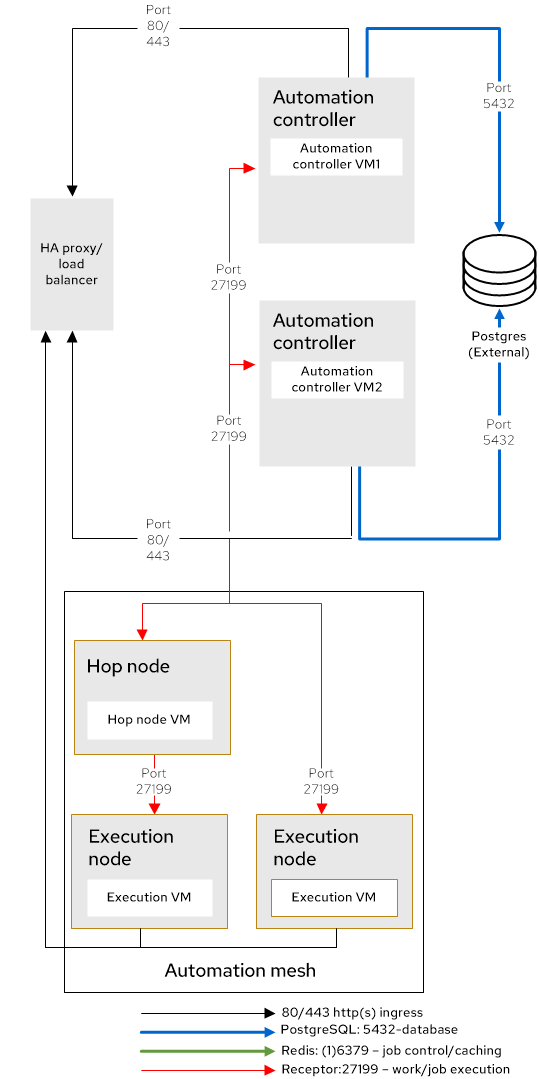 Port
80/
443
Automation
controller
Automation
controller VM1
Port
5432
HA proxy/
load
balancer
Port
27199
Automation
controller
Automation
controller VM2
Postgres
(External)
Port
27199
Port
5432
Port
80/
443
Hop node
Hop node VM
Port
27199
Port
27199
Execution
node
Execution VM
Execution
node
Execution VM
Automation mesh
80/443 http(s) ingress
PostgreSQL: 5432-database
Redis: (1)6379 – job control/caching
Receptor:27199 – work/job execution